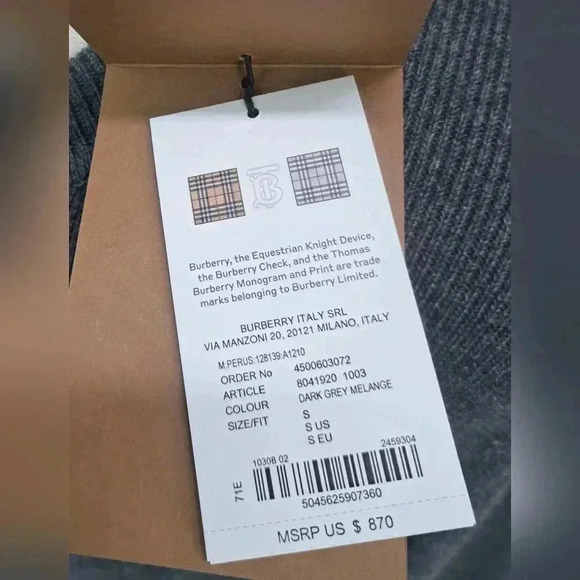 Burberry, the Equestrian Knight Device,
the Burberry Check, and the Thomas
Burberry Monogram and Print are trade
marks belonging to Burberry Limited.
BURBERRY ITALY SRL
VIA MANZONI 20, 20121 MILANO, ITALY
M.PERUS:128139:A1210
ORDER No 4500603072
ARTICLE 8041920 1003
COLOUR DARK GREY MELANGE
SIZE/FIT S
S US
S EU
10308 02 2459304
71E
5045625907360
MSRP US $ 870